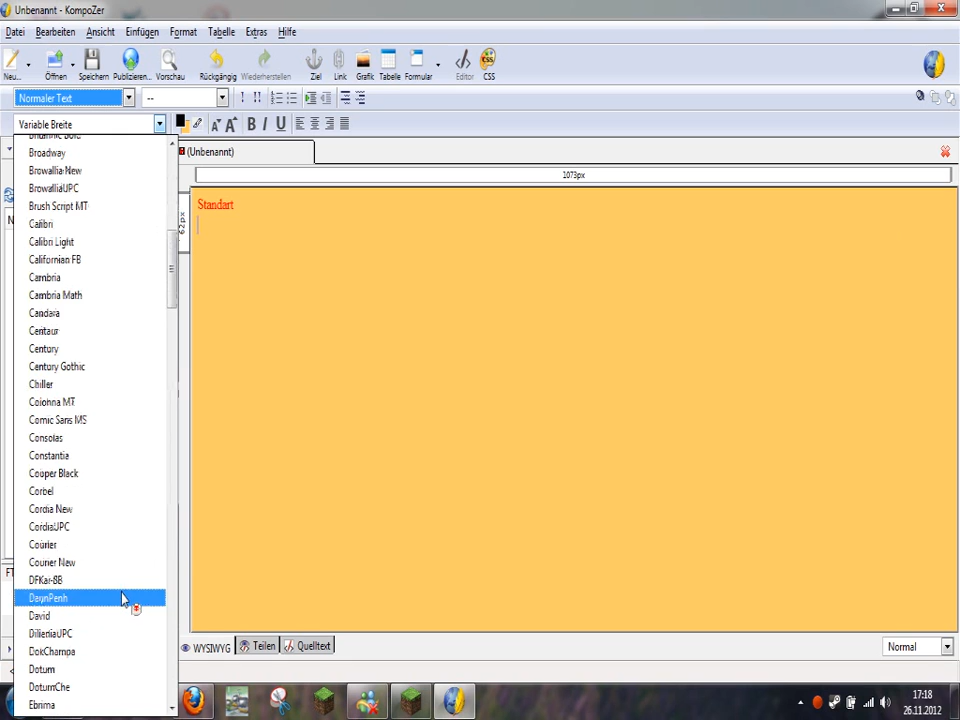 Unbenannt - KompoZer
Datei Bearbeiten Ansicht Einfügen Format Tabelle Extras Hilfe
Neu... Öffnen Speichern Publizieren... Vorschau Rückgängig Wiederherstellen Ziel Link Grafik Tabelle Formular Editor CSS
Normaler Text --
Variable Breite
(Unbenannt)
1073px
62px
Standart
Broadway
Browallia New
BrowalliaUPC
Brush Script MT
Calibri
Calibri Light
Californian FB
Cambria
Cambria Math
Candara
Centaur
Century
Century Gothic
Chiller
Colonna MT
Comic Sans MS
Consolas
Constantia
Cooper Black
Corbel
Cordia New
CordiaUPC
Courier
Courier New
DFKai-SB
DaunPenh
David
DilleniaUPC
DokChampa
Dotum
DotumChe
Ebrima
WYSIWYG Teilen Quelltext Normal
17:18
26.11.2012